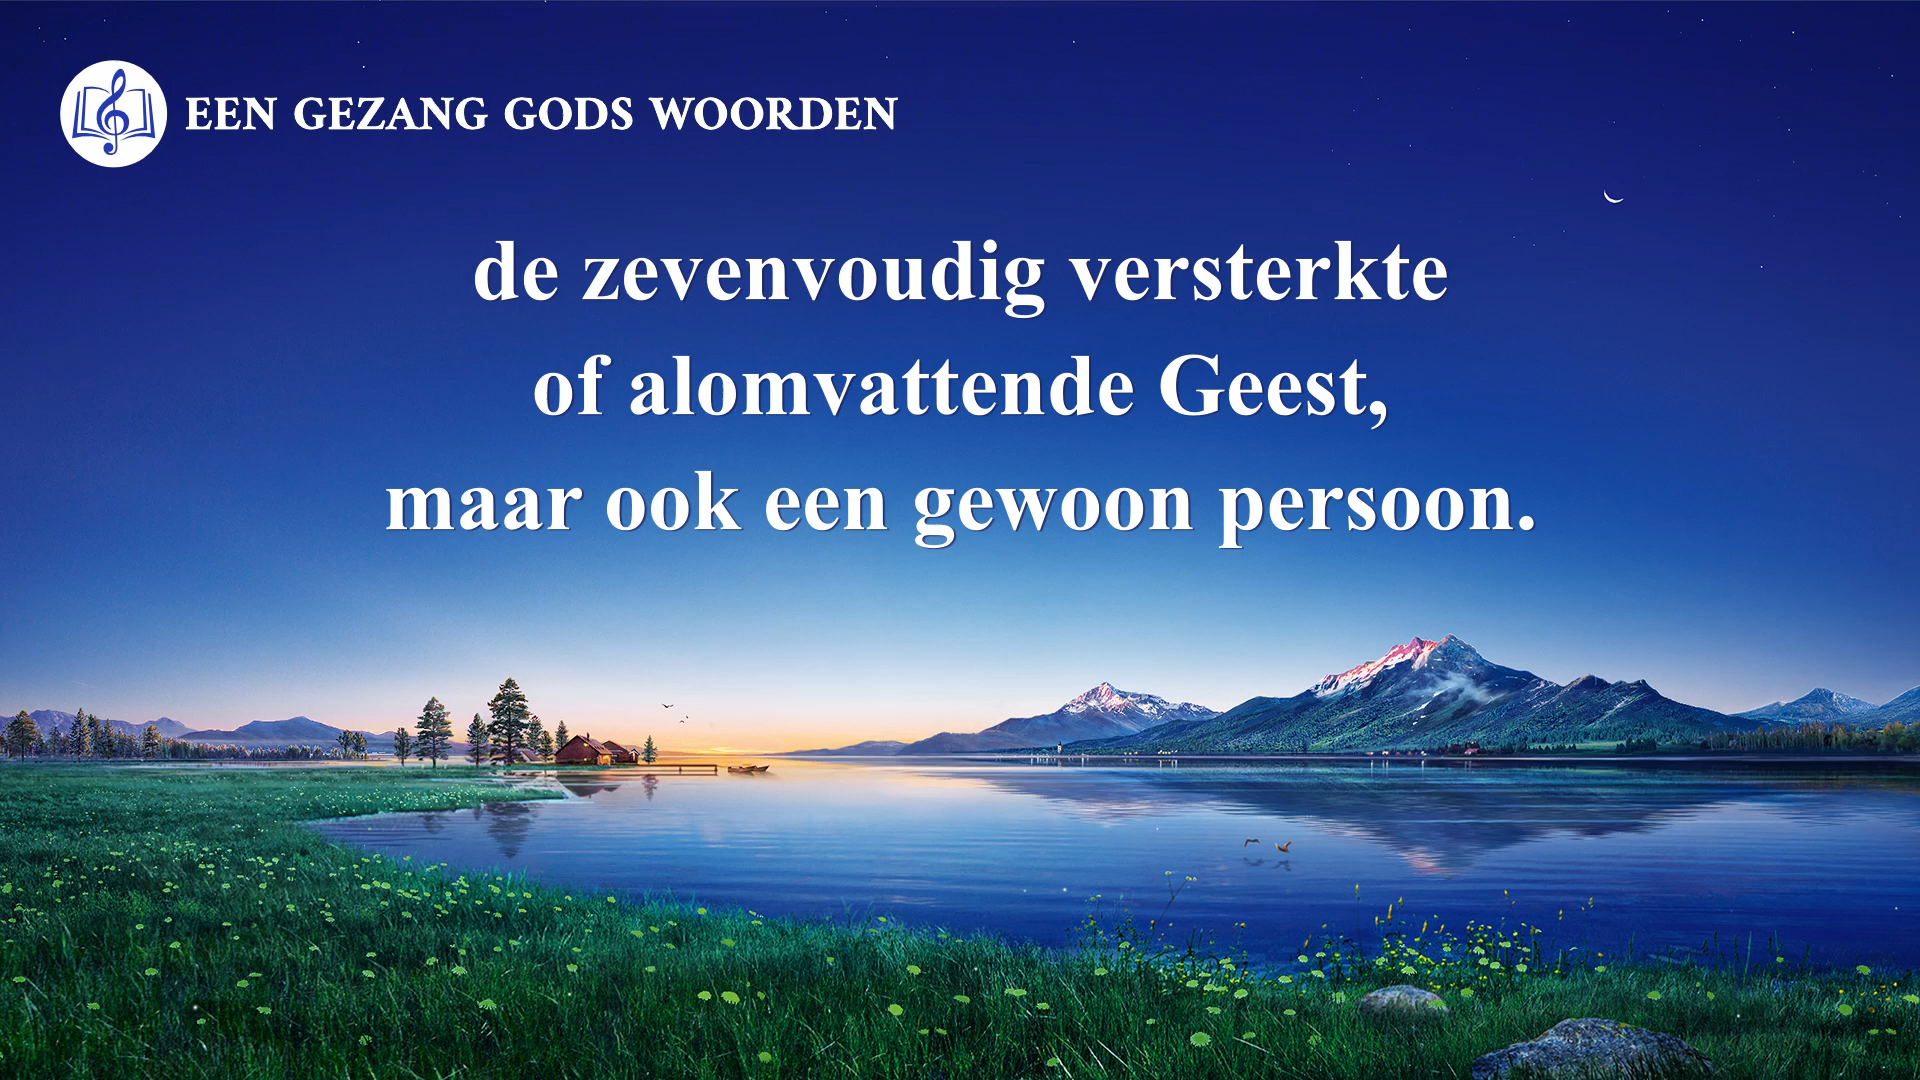 EEN GEZANG GODS WOORDEN
de zevenvoudig versterkte
of alomvattende Geest,
maar ook een gewoon persoon.